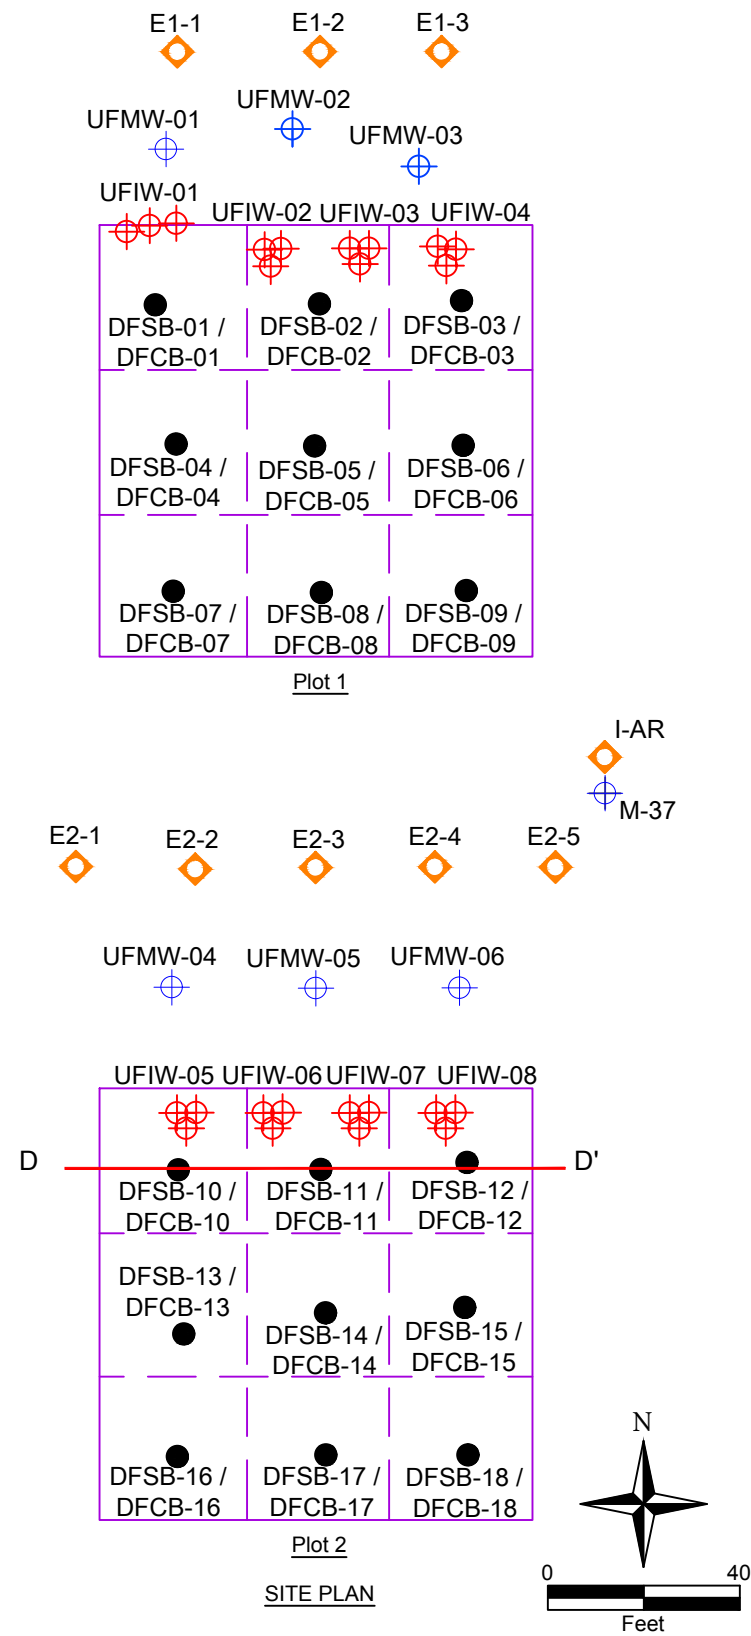 E1-1 E1-2 E1-3
UFMW-01 UFMW-02 UFMW-03
UFIW-01 UFIW-02 UFIW-03 UFIW-04
DFSB-01 / DFSB-02 / DFSB-03 /
DFCB-01 DFCB-02 DFCB-03
DFSB-04 / DFSB-05 / DFSB-06 /
DFCB-04 DFCB-05 DFCB-06
DFSB-07 / DFSB-08 / DFSB-09 /
DFCB-07 DFCB-08 DFCB-09
Plot 1
I-AR
M-37
E2-1 E2-2 E2-3 E2-4 E2-5
UFMW-04 UFMW-05 UFMW-06
UFIW-05 UFIW-06 UFIW-07 UFIW-08
D D'
DFSB-10 / DFSB-11 / DFSB-12 /
DFCB-10 DFCB-11 DFCB-12
DFSB-13 /
DFCB-13
DFSB-14 / DFSB-15 /
DFCB-14 DFCB-15
DFSB-16 / DFSB-17 / DFSB-18 /
DFCB-16 DFCB-17 DFCB-18
Plot 2
SITE PLAN
N
0 40
Feet